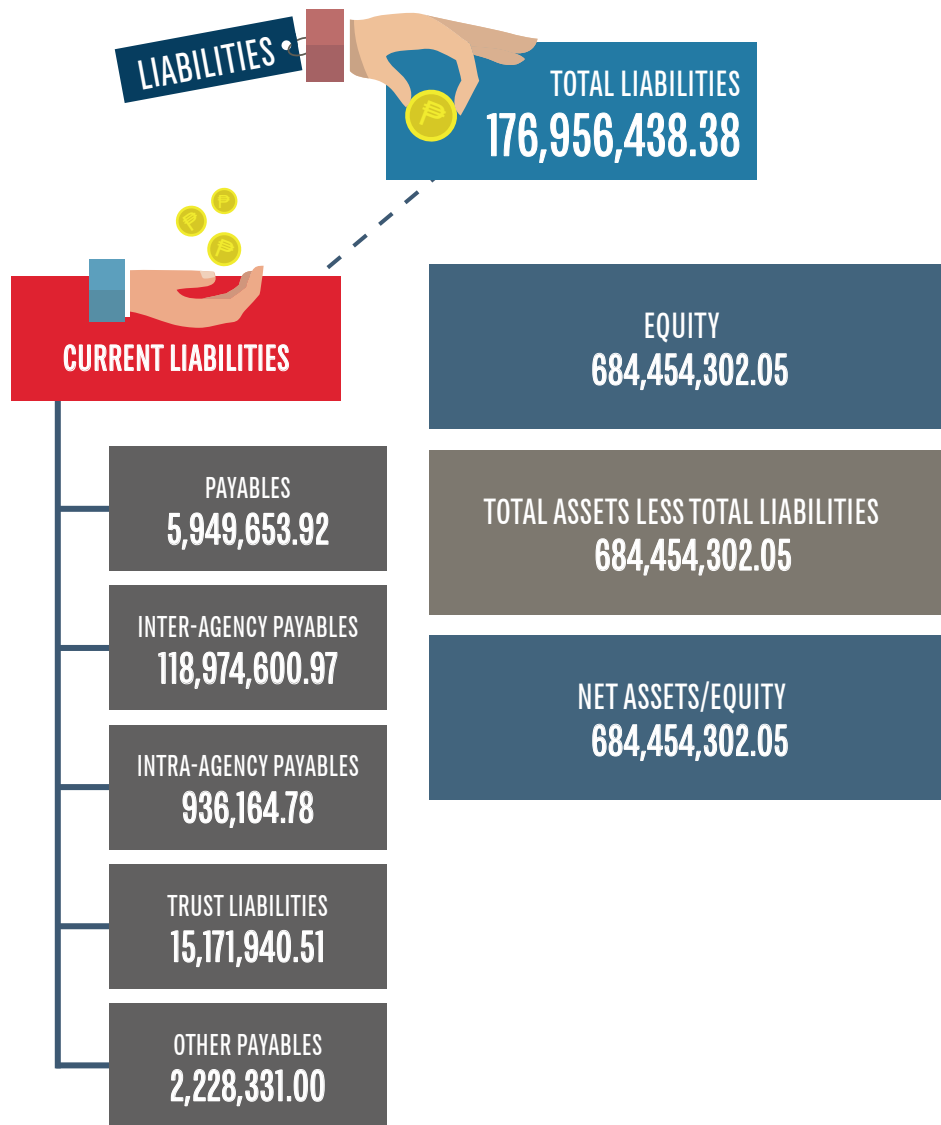 LIABILITIES
TOTAL LIABILITIES
176,956,438.38
CURRENT LIABILITIES
PAYABLES
5,949,653.92
INTER-AGENCY PAYABLES
118,974,600.97
INTRA-AGENCY PAYABLES
936,164.78
TRUST LIABILITIES
15,171,940.51
OTHER PAYABLES
2,228,331.00
EQUITY
684,454,302.05
TOTAL ASSETS LESS TOTAL LIABILITIES
684,454,302.05
NET ASSETS/EQUITY
684,454,302.05